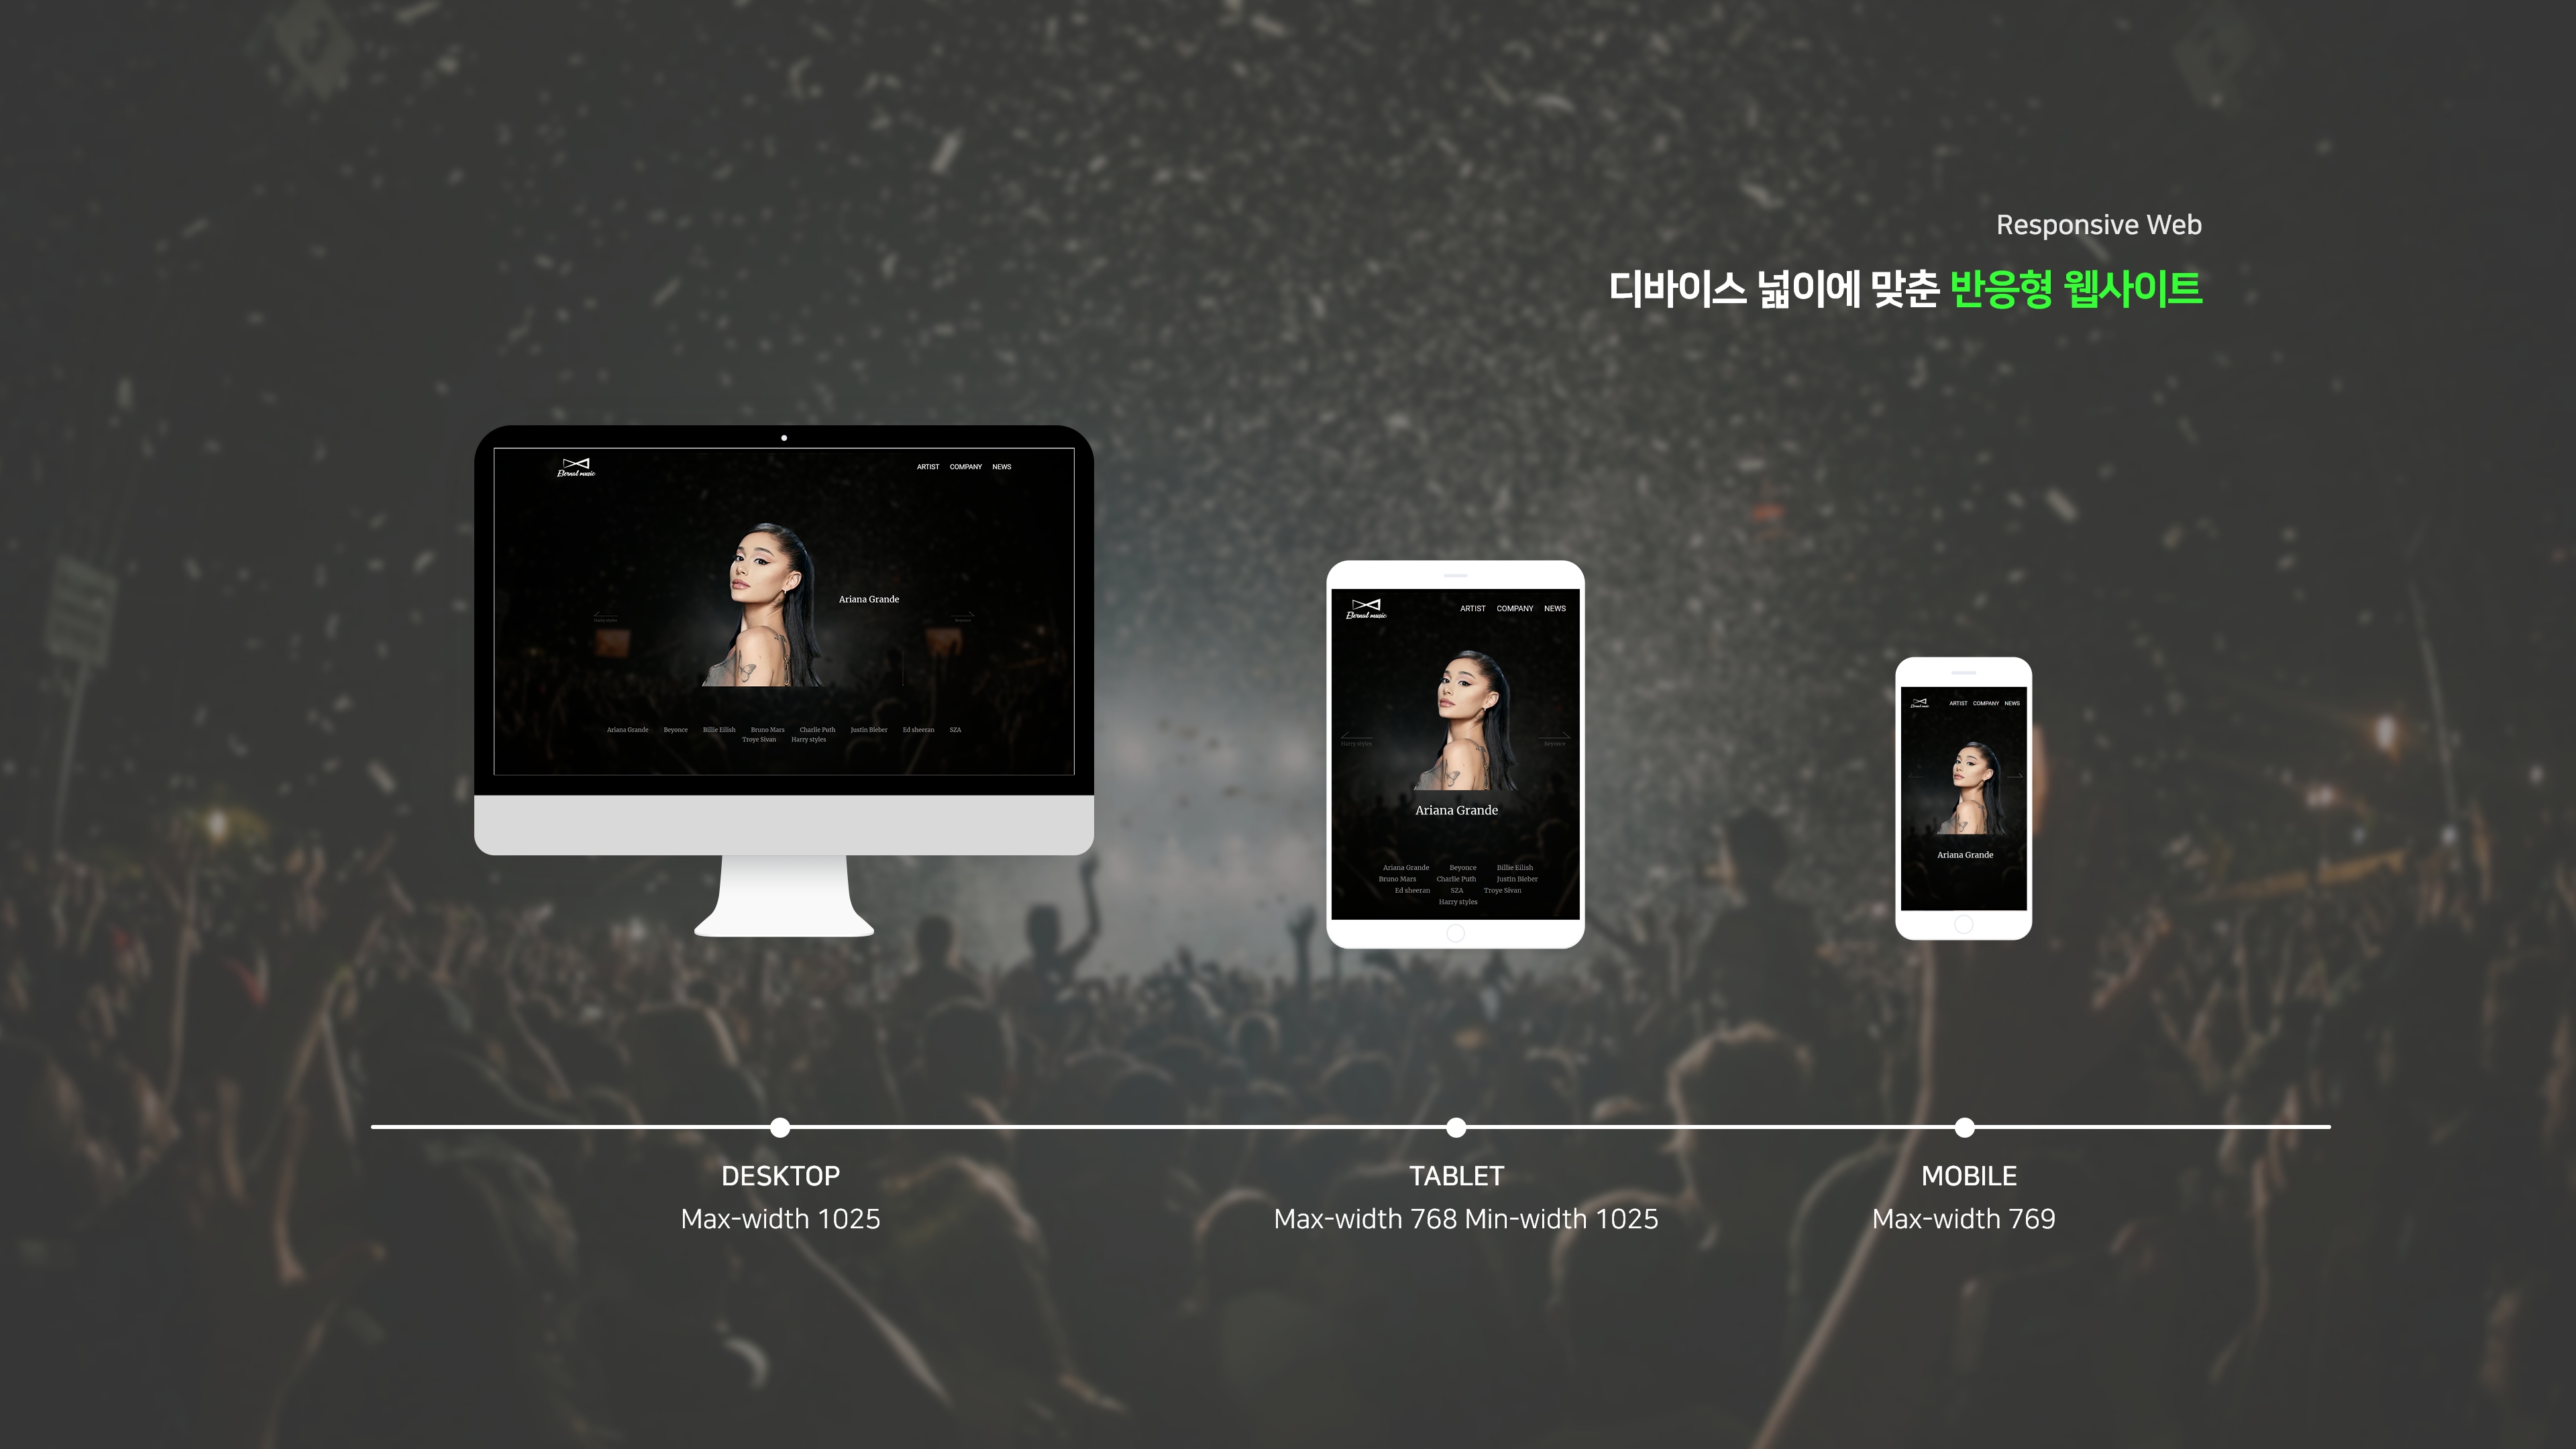 Responsive Web
디바이스 넓이에 맞춘 반응형 웹사이트
Eternal music
ARTIST COMPANY NEWS
Ariana Grande
Harry styles
Beyonce
Ariana Grande Beyonce Billie Eilish Bruno Mars Charlie Puth Justin Bieber Ed sheeran SZA
Troye Sivan Harry styles
Eternal music
ARTIST COMPANY NEWS
Harry styles
Beyonce
Ariana Grande
Ariana Grande Beyonce Billie Eilish
Bruno Mars Charlie Puth Justin Bieber
Ed sheeran SZA Troye Sivan
Harry styles
Eternal music
ARTIST COMPANY NEWS
Ariana Grande
DESKTOP
Max-width 1025
TABLET
Max-width 768 Min-width 1025
MOBILE
Max-width 769